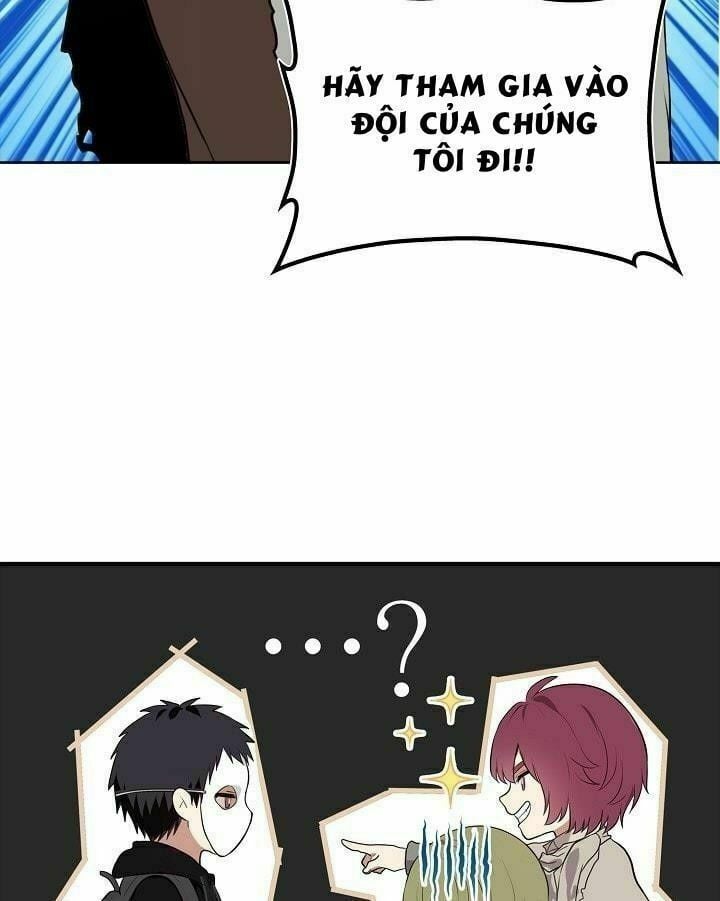 HÃY THAM GIA VÀO
ĐỘI CỦA CHÚNG
TÔI ĐI!!
...?